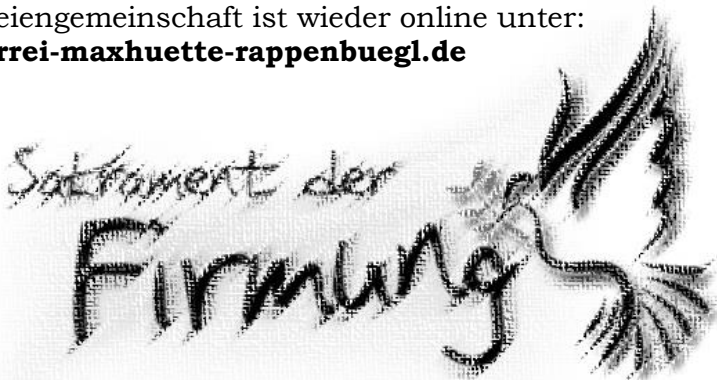 eiengemeinschaft ist wieder online unter:
rrei-maxhuette-rappenbuegl.de
Sakrament der
Firmung